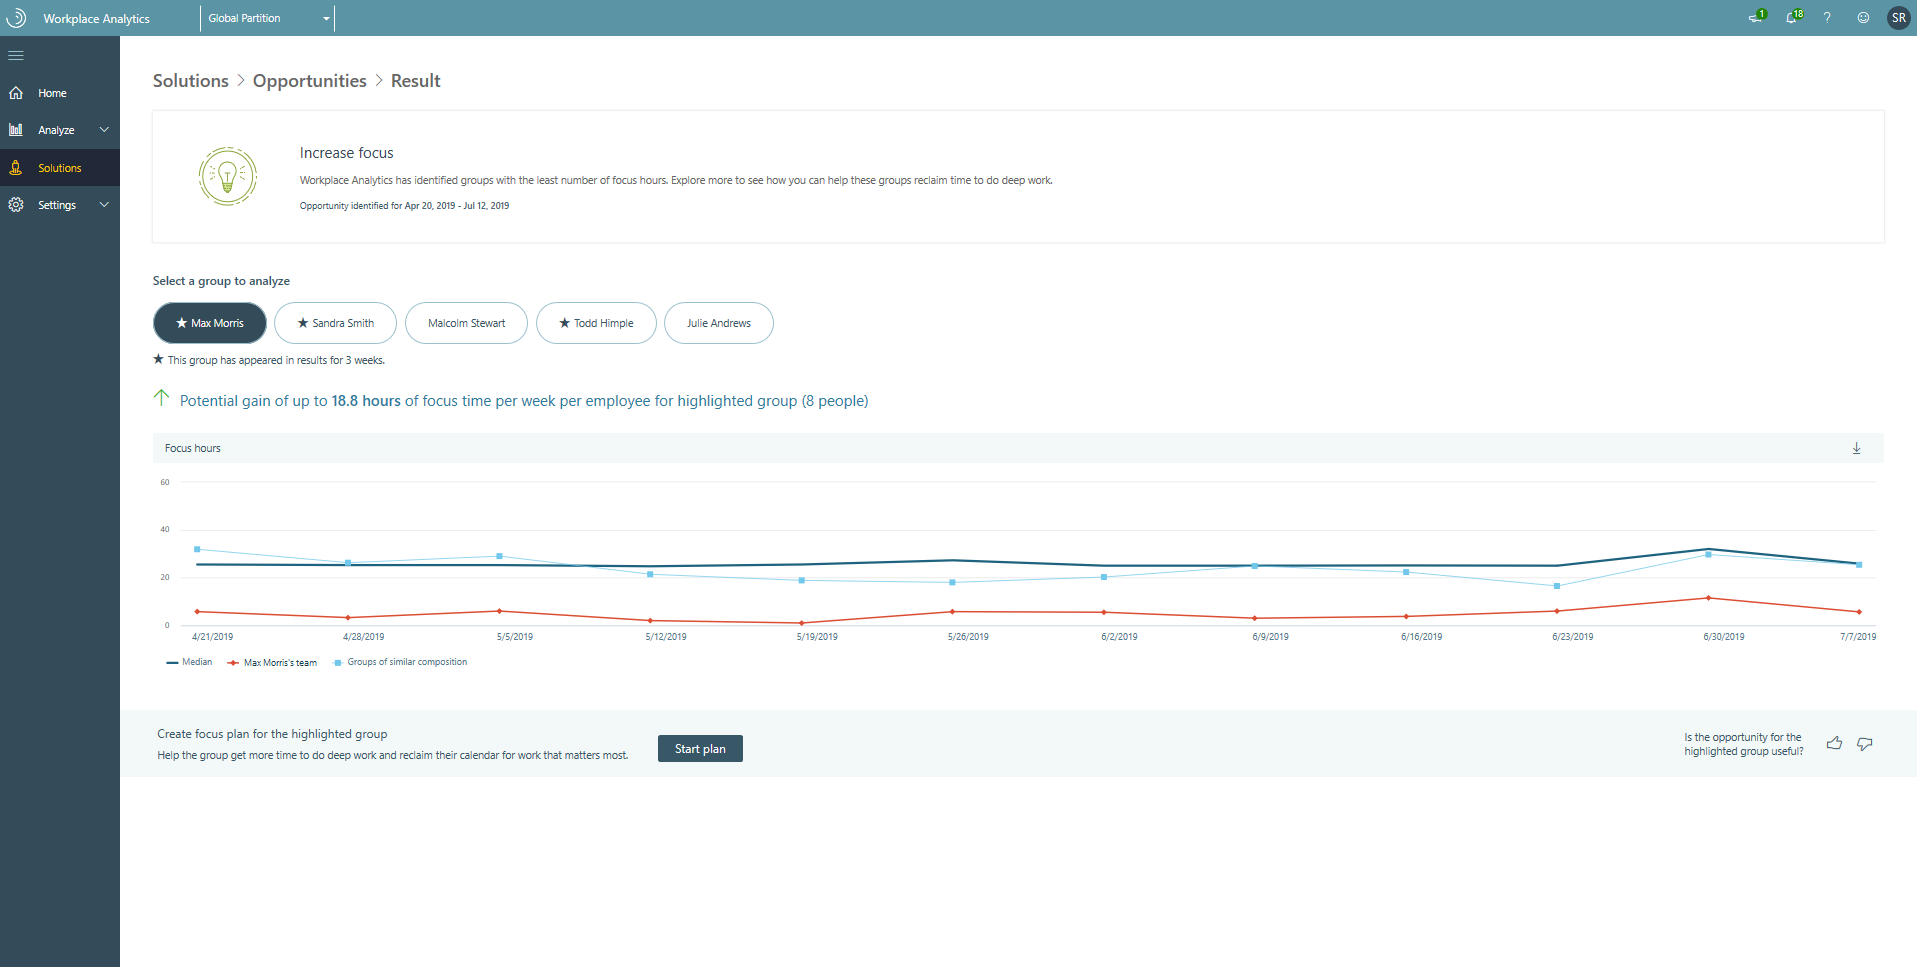 Workplace Analytics
Global Partition
1
18
?
SR
Home
Analyze
Solutions
Settings
Solutions > Opportunities > Result
Increase focus
Workplace Analytics has identified groups with the least number of focus hours. Explore more to see how you can help these groups reclaim time to do deep work.
Opportunity identified for Apr 20, 2019 - Jul 12, 2019
Select a group to analyze
★ Max Morris
★ Sandra Smith
Malcolm Stewart
★ Todd Himple
Julie Andrews
★ This group has appeared in results for 3 weeks.
Potential gain of up to 18.8 hours of focus time per week per employee for highlighted group (8 people)
Focus hours
60
40
20
0
4/21/2019 4/28/2019 5/5/2019 5/12/2019 5/19/2019 5/26/2019 6/2/2019 6/9/2019 6/16/2019 6/23/2019 6/30/2019 7/7/2019
Median Max Morris's team Groups of similar composition
Create focus plan for the highlighted group
Help the group get more time to do deep work and reclaim their calendar for work that matters most.
Start plan
Is the opportunity for the
highlighted group useful?